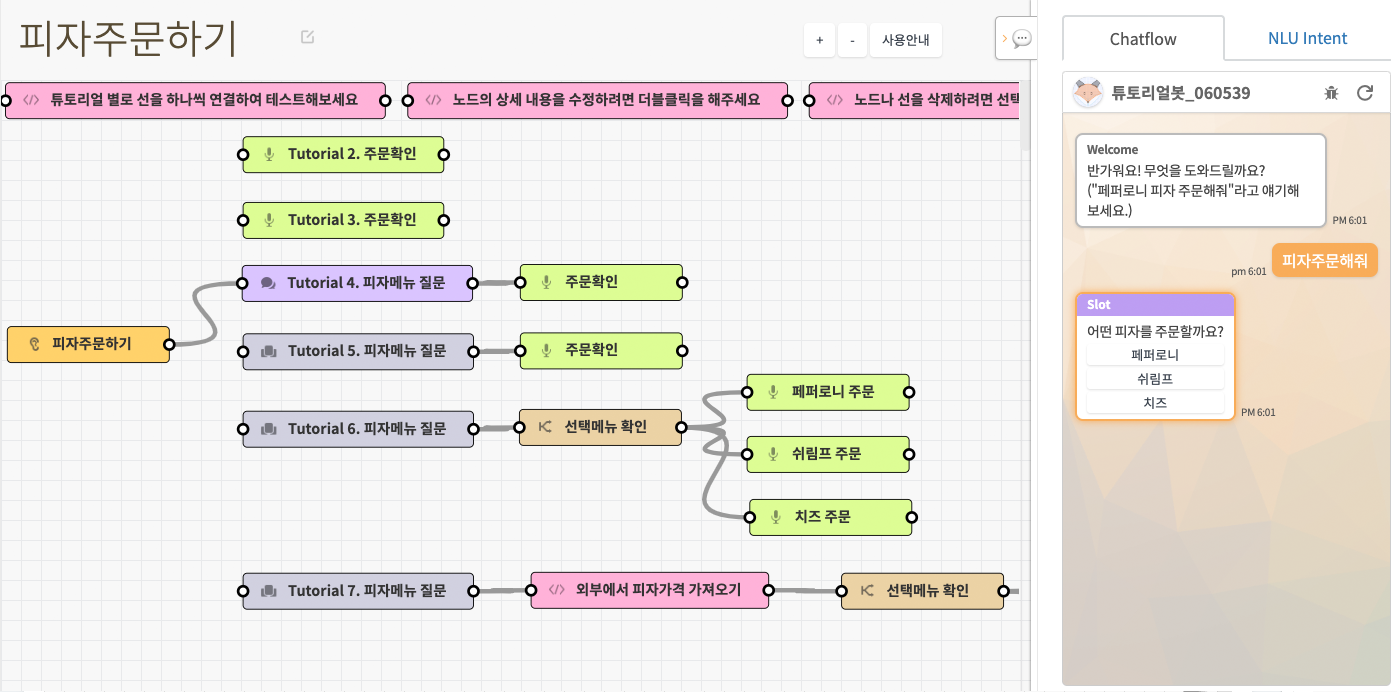 피자주문하기
+
-
사용안내
튜토리얼 별로 선을 하나씩 연결하여 테스트해보세요
노드의 상세 내용을 수정하려면 더블클릭을 해주세요
노드나 선을 삭제하려면 선택
Tutorial 2. 주문확인
Tutorial 3. 주문확인
Tutorial 4. 피자메뉴 질문
주문확인
피자주문하기
Tutorial 5. 피자메뉴 질문
주문확인
페퍼로니 주문
Tutorial 6. 피자메뉴 질문
선택메뉴 확인
쉬림프 주문
치즈 주문
Tutorial 7. 피자메뉴 질문
외부에서 피자가격 가져오기
선택메뉴 확인
Chatflow
NLU Intent
튜토리얼봇_060539
Welcome
반가워요! 무엇을 도와드릴까요?
("페퍼로니 피자 주문해줘"라고 얘기해
보세요.)
PM 6:01
피자주문해줘
pm 6:01
Slot
어떤 피자를 주문할까요?
페퍼로니
쉬림프
치즈
PM 6:01